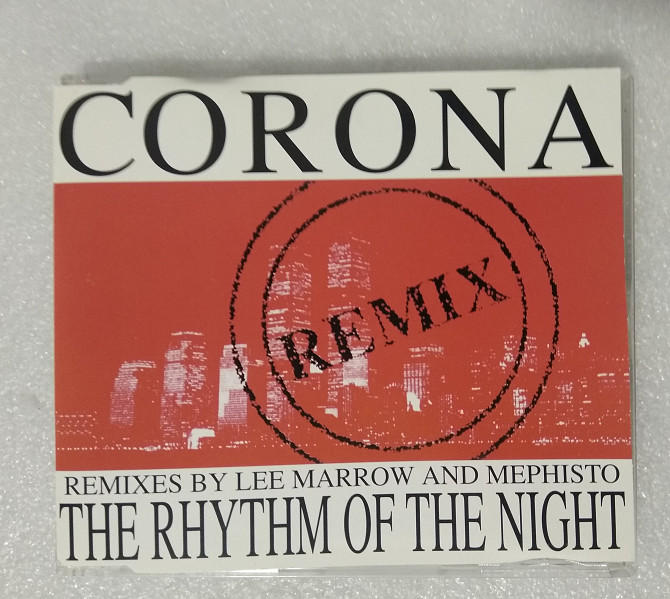 CORONA
REMIX
REMIXES BY LEE MARROW AND MEPHISTO
THE RHYTHM OF THE NIGHT